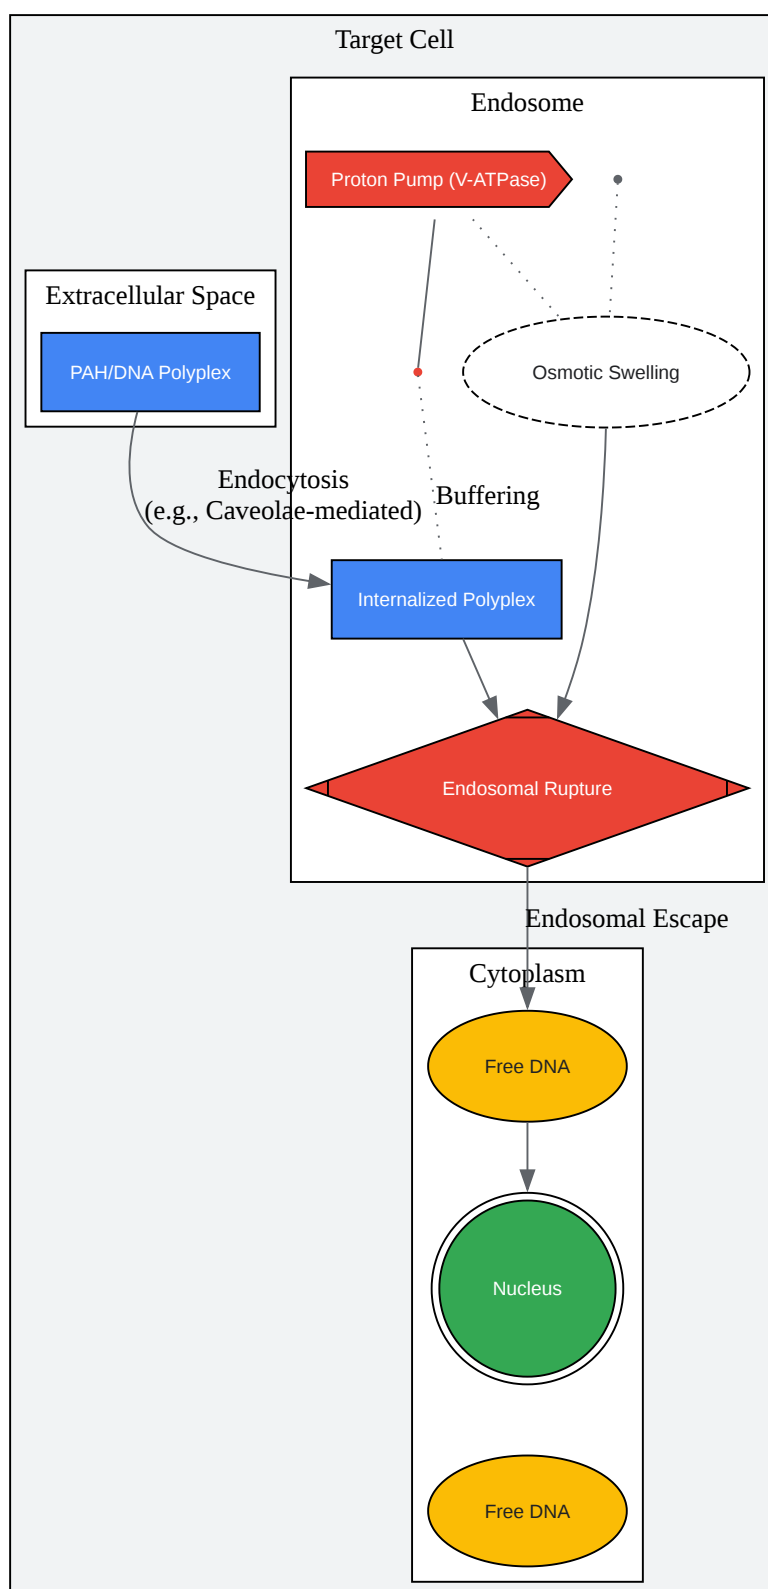 Target Cell
Endosome
Proton Pump (V-ATPase)
Extracellular Space
PAH/DNA Polyplex
Osmotic Swelling
Endocytosis
(e.g., Caveolae-mediated)
Buffering
Internalized Polyplex
Endosomal Rupture
Endosomal Escape
Cytoplasm
Free DNA
Nucleus
Free DNA